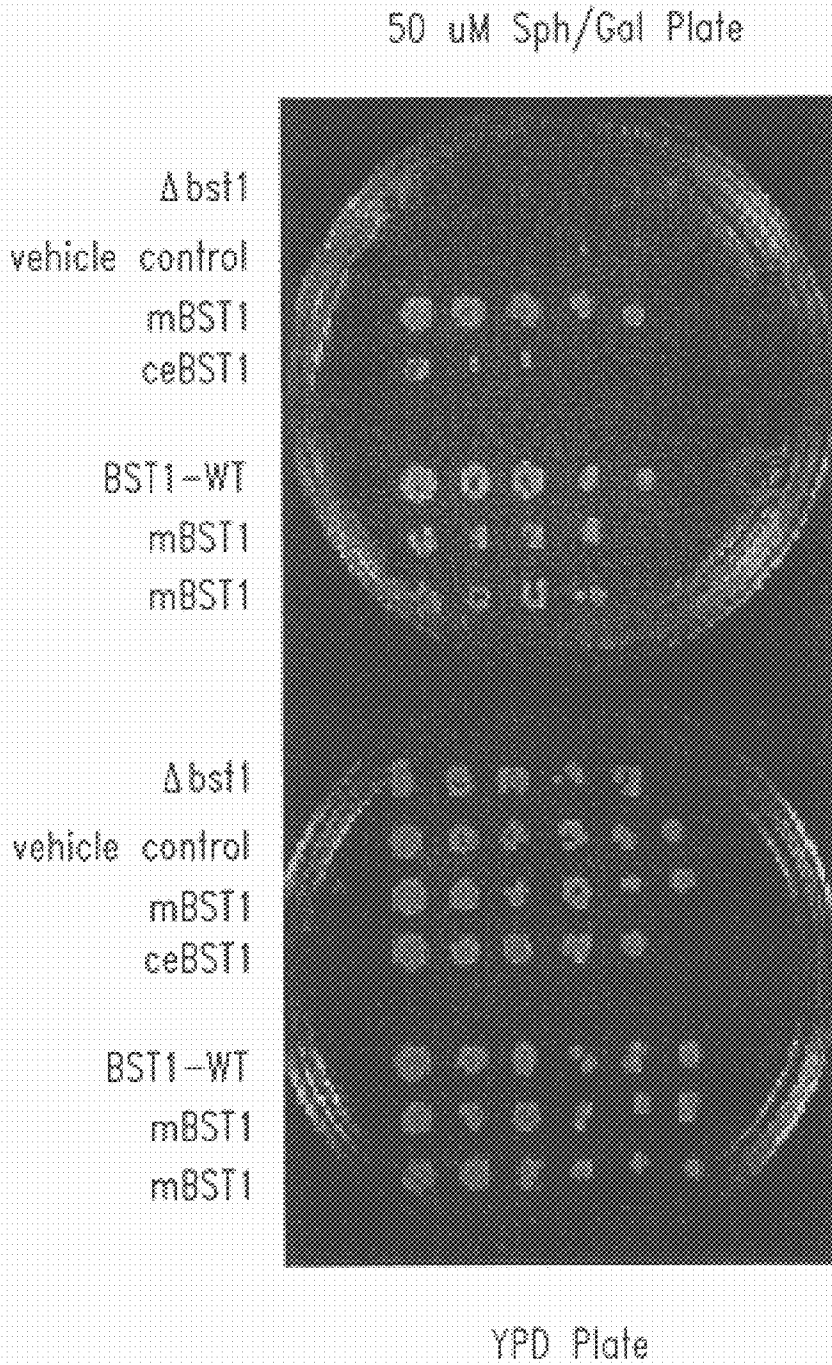 50 uM Sph/Gal Plate
Δbst1
vehicle control
mBST1
ceBST1
BST1-WT
mBST1
mBST1
Δbst1
vehicle control
mBST1
ceBST1
BST1-WT
mBST1
mBST1
YPD Plate